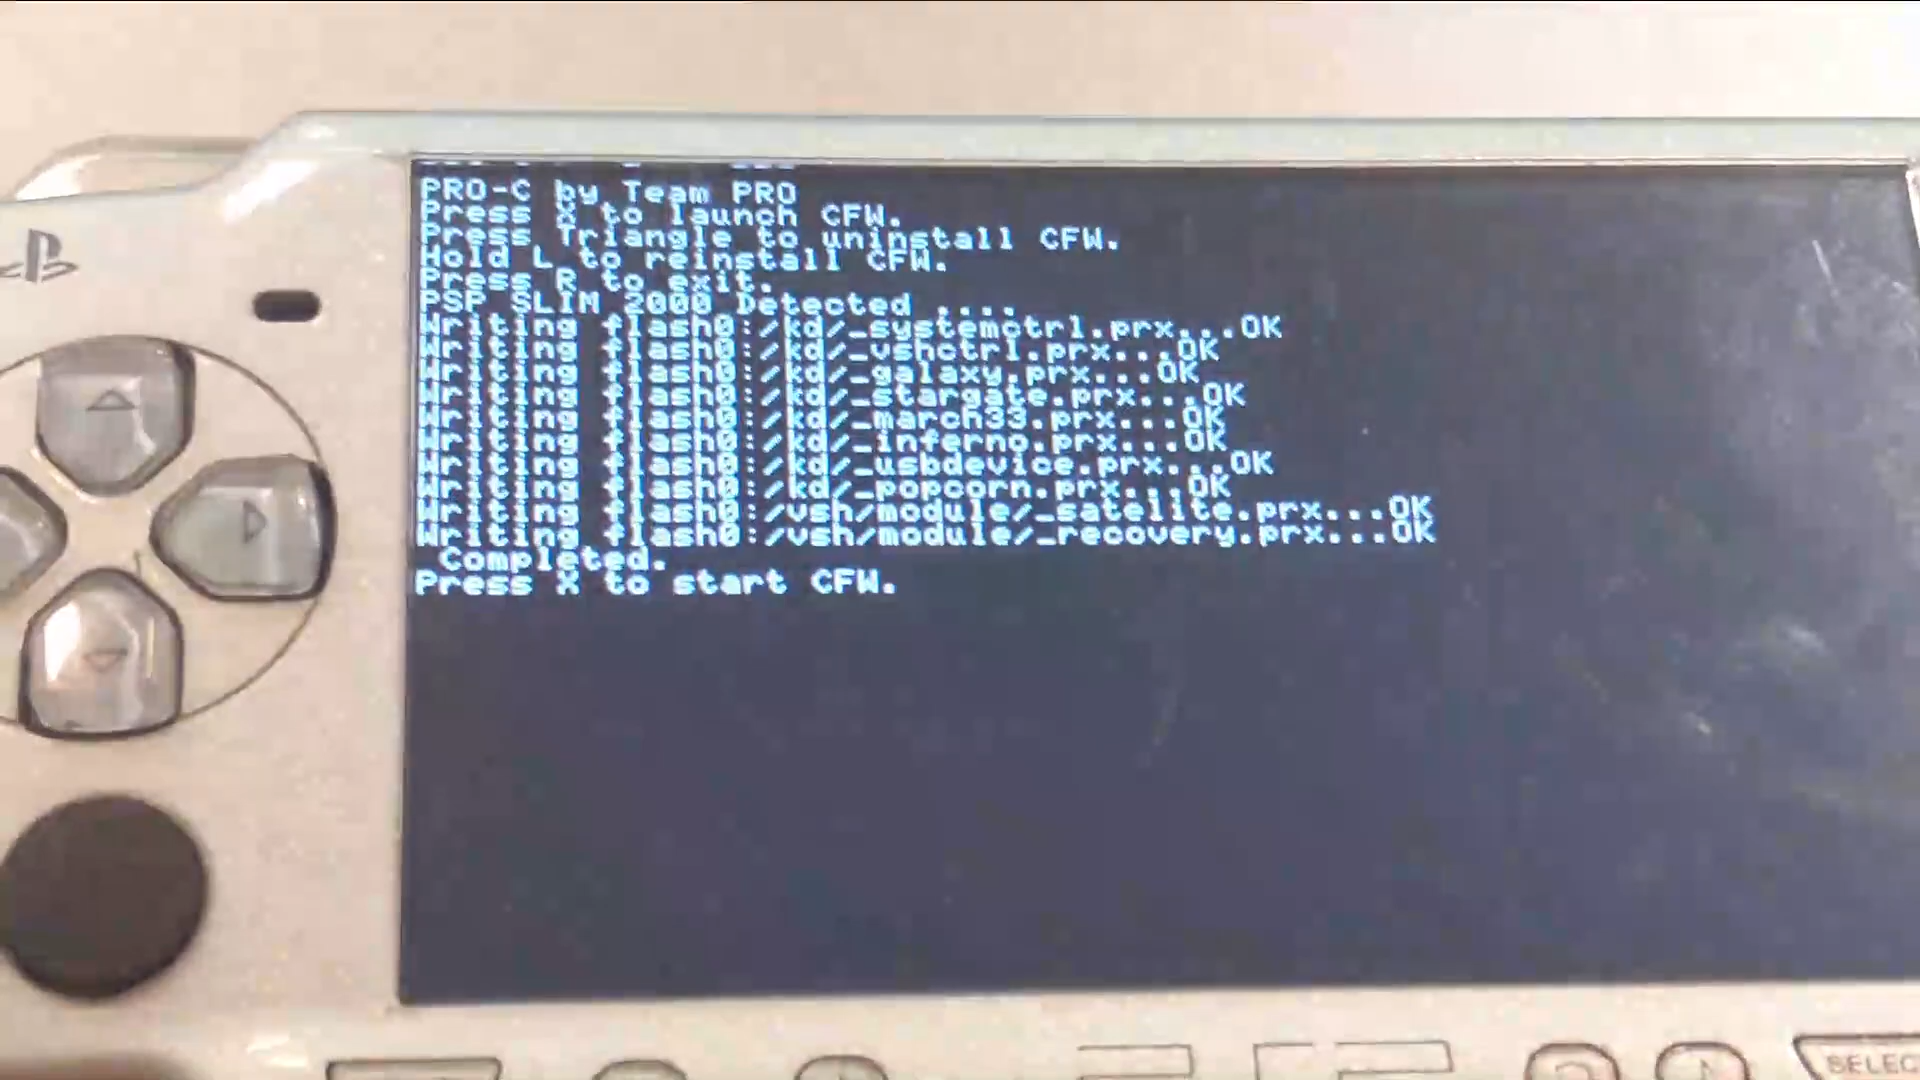 PRO-C by Team PRO
Press X to launch CFW.
Press Triangle to uninstall CFW.
Hold L to reinstall CFW.
Press R to exit.
PSP SLIM 2000 Detected ....
Writing flash0:/kd/_systemctrl.prx...OK
Writing flash0:/kd/_vshctrl.prx...OK
Writing flash0:/kd/_galaxy.prx...OK
Writing flash0:/kd/_stargate.prx...OK
Writing flash0:/kd/_march33.prx...OK
Writing flash0:/kd/_inferno.prx...OK
Writing flash0:/kd/_usbdevice.prx...OK
Writing flash0:/kd/_popcorn.prx...OK
Writing flash0:/vsh/module/_satelite.prx...OK
Writing flash0:/vsh/module/_recovery.prx...OK
Completed.
Press X to start CFW.
SELEC